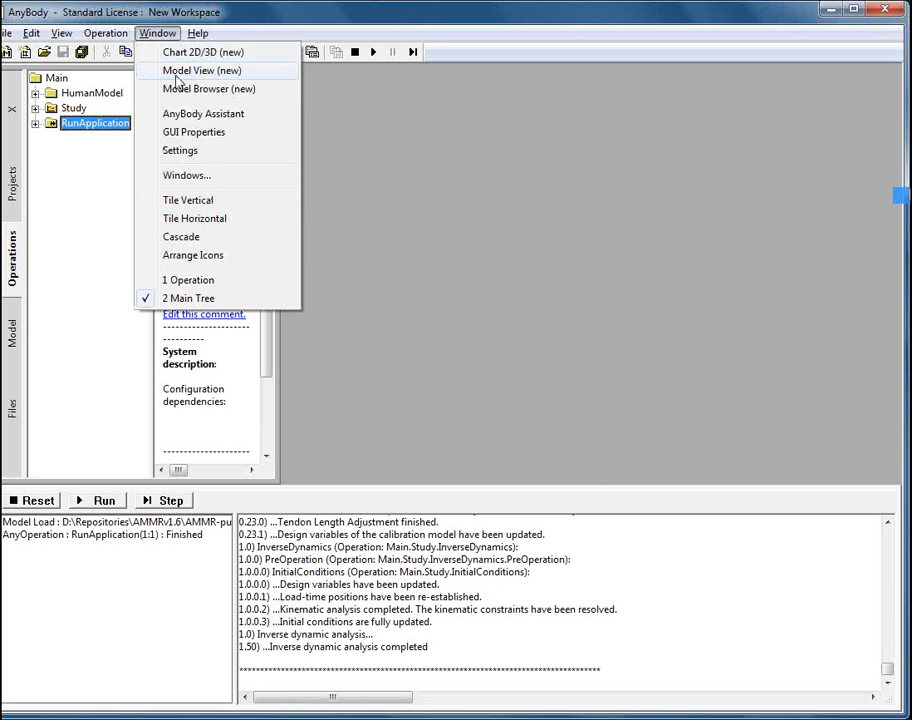 AnyBody - Standard License : New Workspace
ile Edit View Operation Window Help
Chart 2D/3D (new)
Model View (new)
Model Browser (new)
AnyBody Assistant
GUI Properties
Settings
Windows...
Tile Vertical
Tile Horizontal
Cascade
Arrange Icons
1 Operation
2 Main Tree
Main
HumanModel
Study
RunApplication
X
Projects
Operations
Model
Files
Edit this comment.
--------------------
----------
System
description:
Configuration
dependencies:
--------------------
Reset Run Step
Model Load : D:\Repositories\AMMRv1.6\AMMR-pu
AnyOperation : RunApplication(1:1) : Finished
0.23.0) ...Tendon Length Adjustment finished.
0.23.1) ...Design variables of the calibration model have been updated.
1.0) InverseDynamics (Operation: Main.Study.InverseDynamics):
1.0.0) PreOperation (Operation: Main.Study.InverseDynamics.PreOperation):
1.0.0.0) InitialConditions (Operation: Main.Study.InitialConditions):
1.0.0.0) ...Design variables have been updated.
1.0.0.1) ...Load-time positions have been re-established.
1.0.0.2) ...Kinematic analysis completed. The kinematic constraints have been resolved.
1.0.0.3) ...Initial conditions are fully updated.
1.0) Inverse dynamic analysis...
1.50) ...Inverse dynamic analysis completed
********************************************************************************